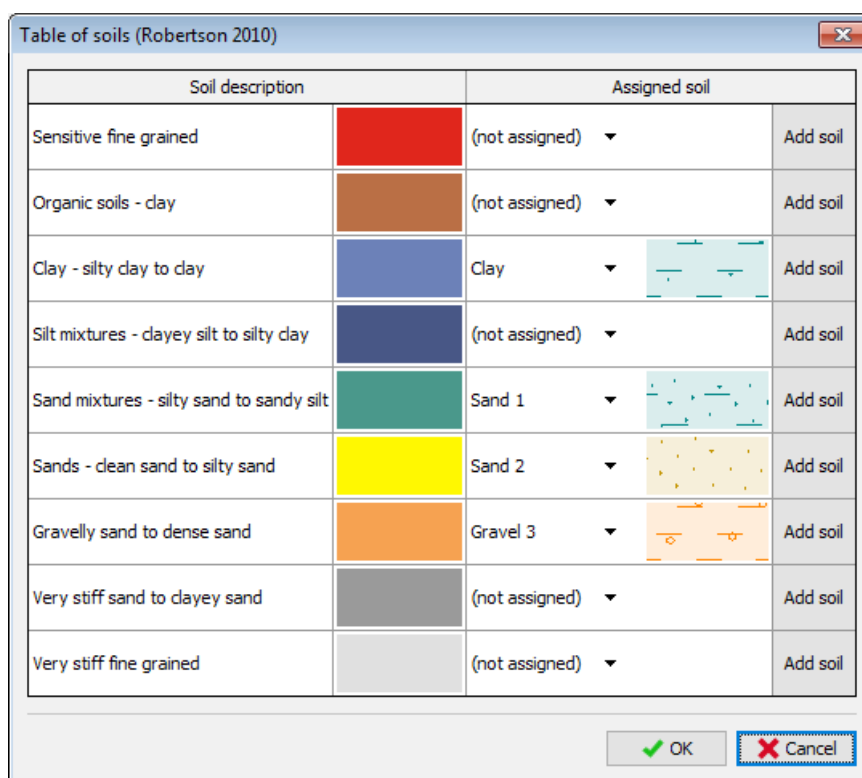 Table of soils (Robertson 2010)
Soil description Assigned soil
Sensitive fine grained (not assigned) Add soil
Organic soils - clay (not assigned) Add soil
Clay - silty clay to clay Clay Add soil
Silt mixtures - clayey silt to silty clay (not assigned) Add soil
Sand mixtures - silty sand to sandy silt Sand 1 Add soil
Sands - clean sand to silty sand Sand 2 Add soil
Gravelly sand to dense sand Gravel 3 Add soil
Very stiff sand to clayey sand (not assigned) Add soil
Very stiff fine grained (not assigned) Add soil
OK Cancel